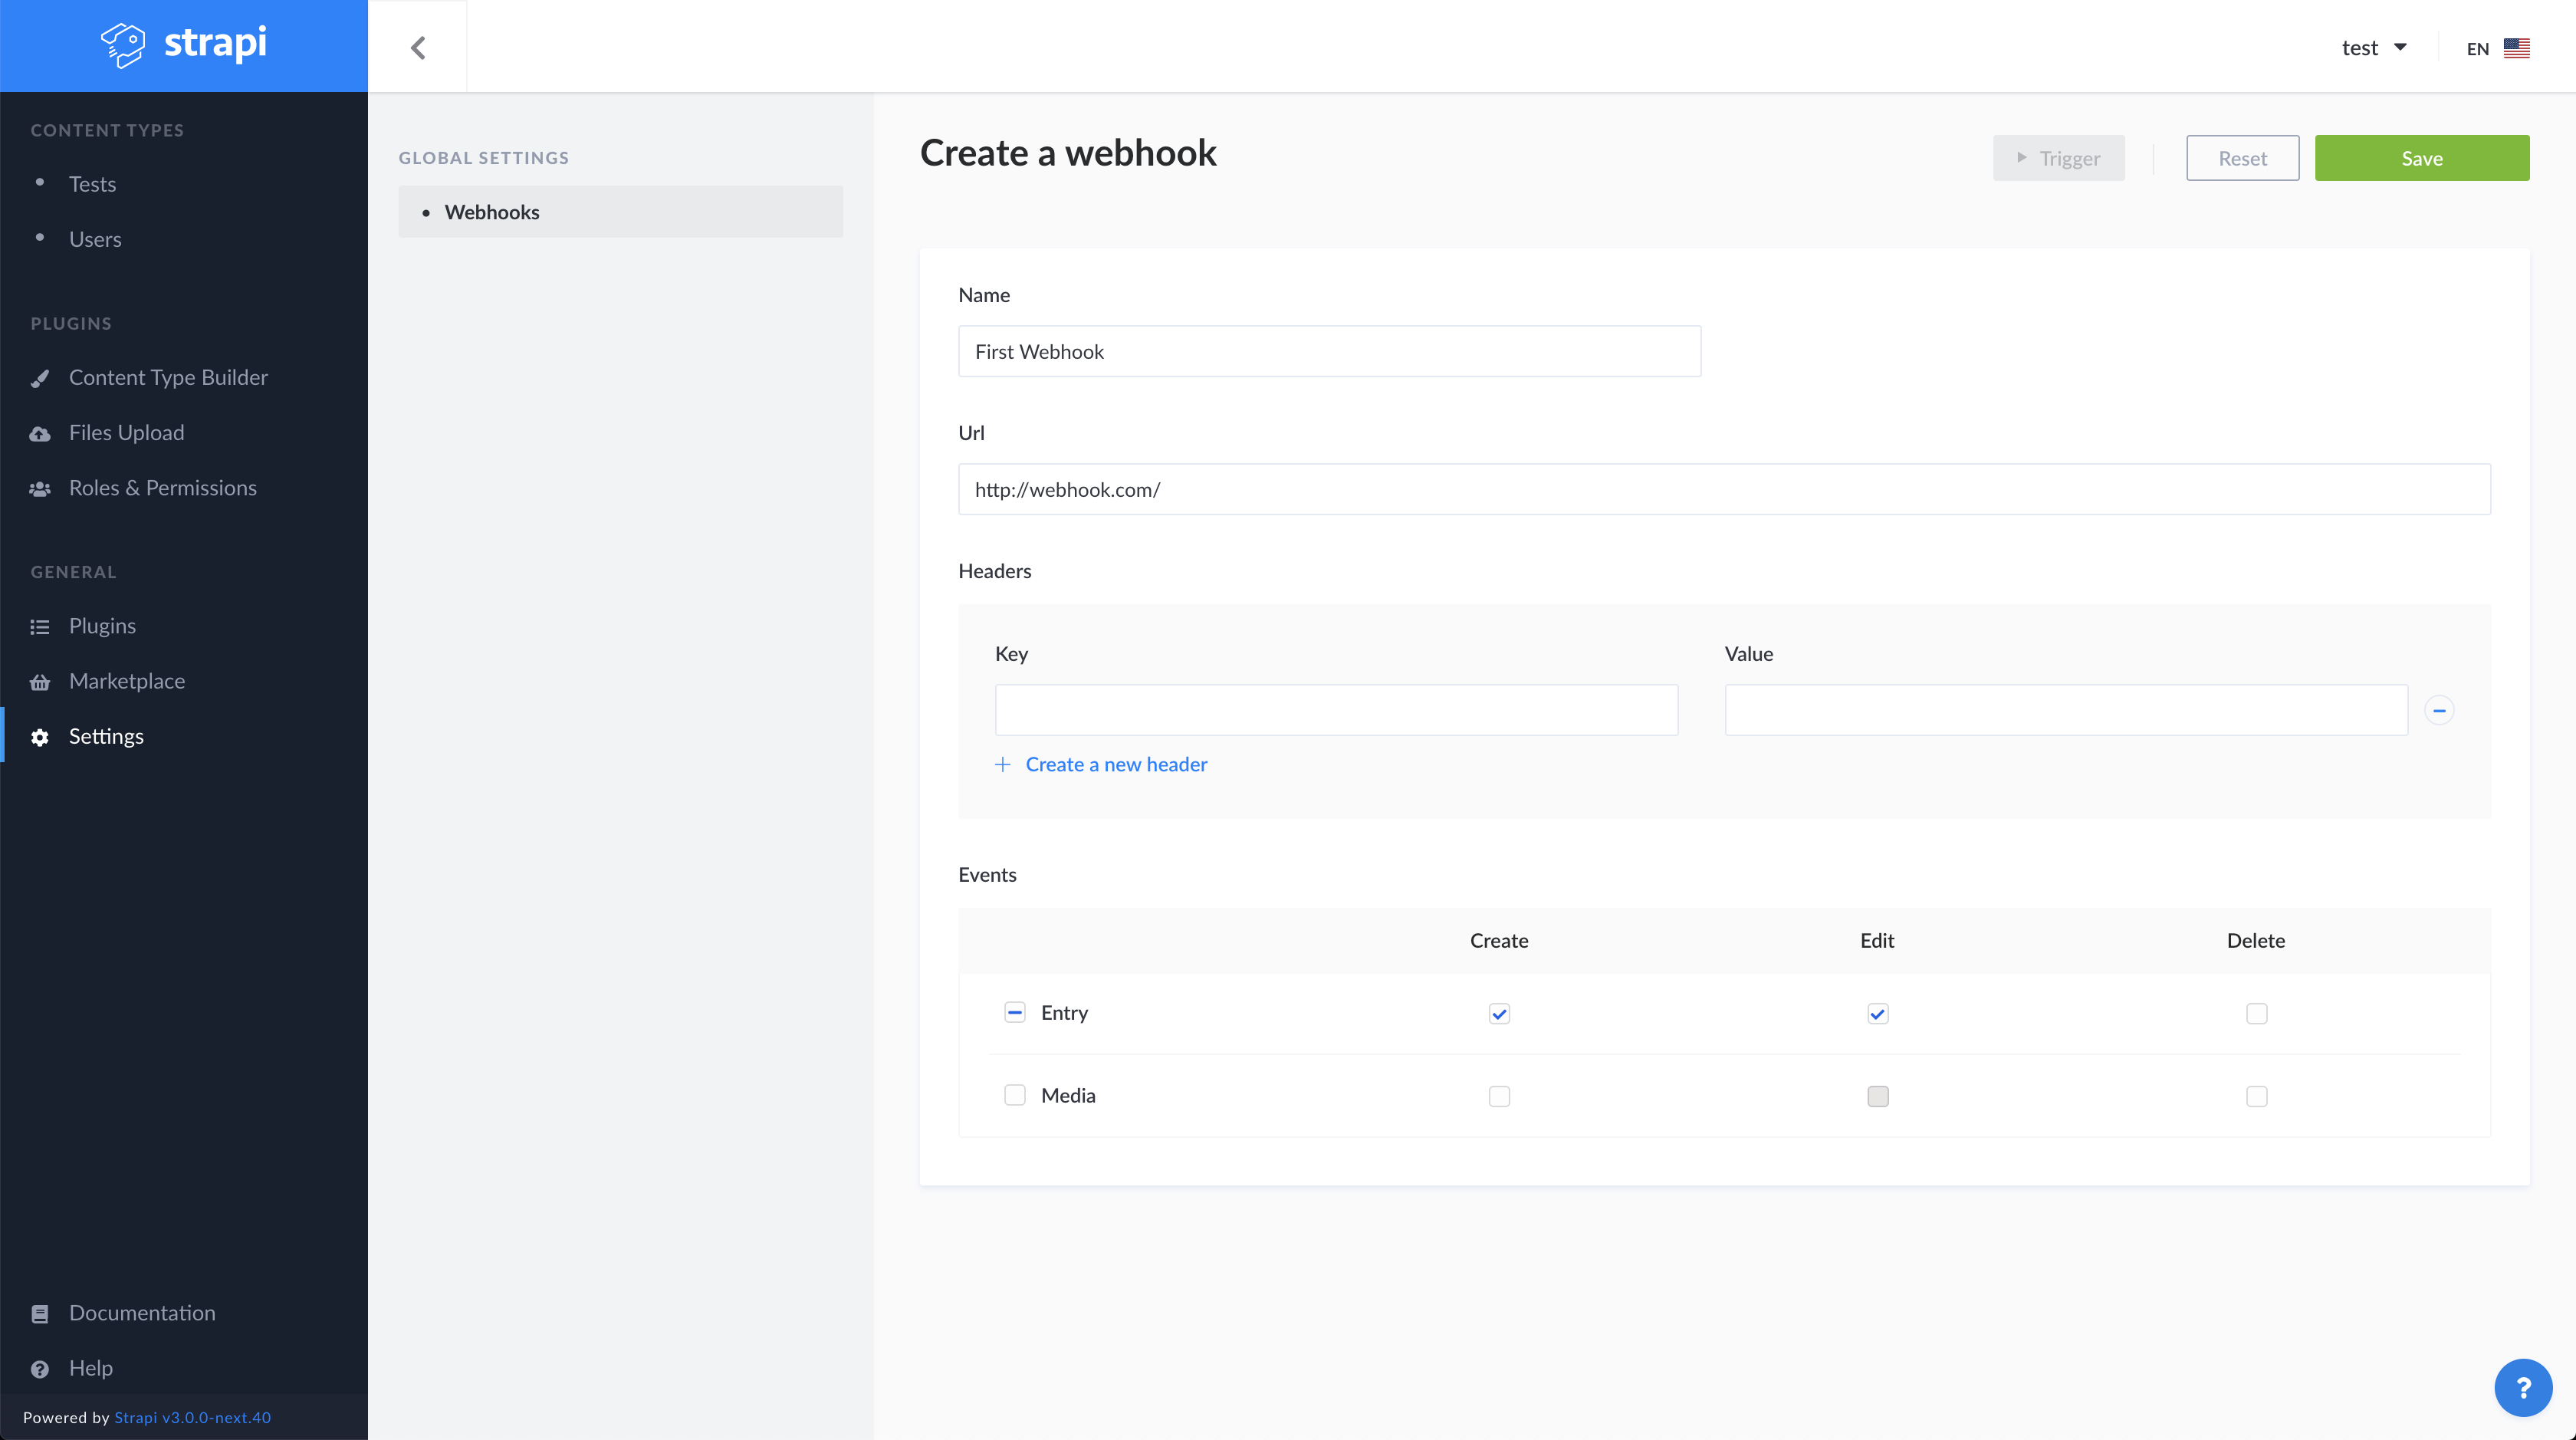 strapi
test
EN
CONTENT TYPES
Tests
Users
PLUGINS
Content Type Builder
Files Upload
Roles & Permissions
GENERAL
Plugins
Marketplace
Settings
Documentation
Help
Powered by Strapi v3.0.0-next.40
GLOBAL SETTINGS
Webhooks
Create a webhook
Trigger
Reset
Save
Name
First Webhook
Url
http://webhook.com/
Headers
Key Value
Create a new header
Events
Create Edit Delete
Entry
Media
?